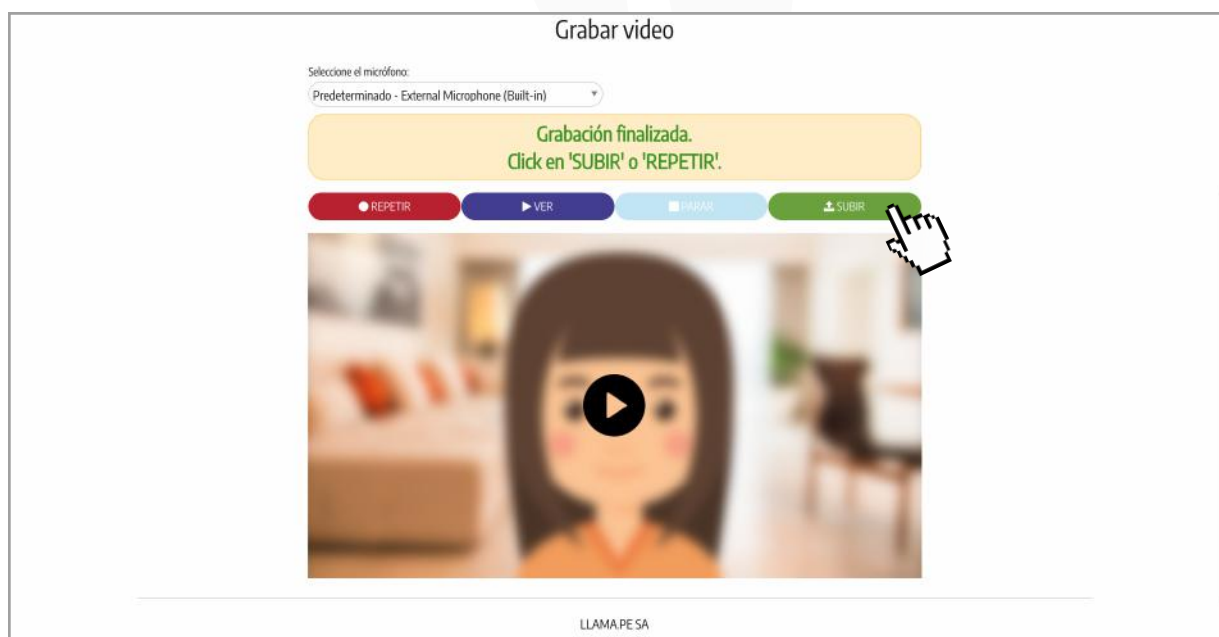 Grabar video
Seleccione el micrófono:
Predeterminado - External Microphone (Built-in)
Grabación finalizada.
Click en 'SUBIR' o 'REPETIR'.
REPETIR VER PARAR SUBIR
LLAMA.PE SA